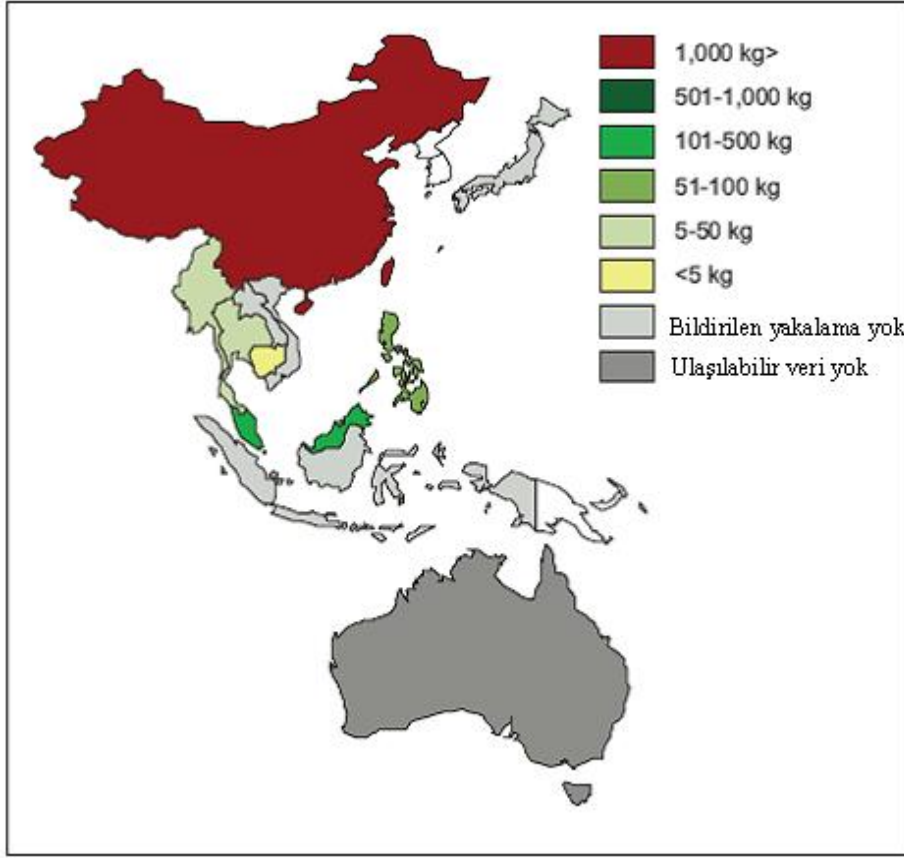 1,000 kg>
501-1,000 kg
101-500 kg
51-100 kg
5-50 kg
<5 kg
Bildirilen yakalama yok
Ulaşılabilir veri yok